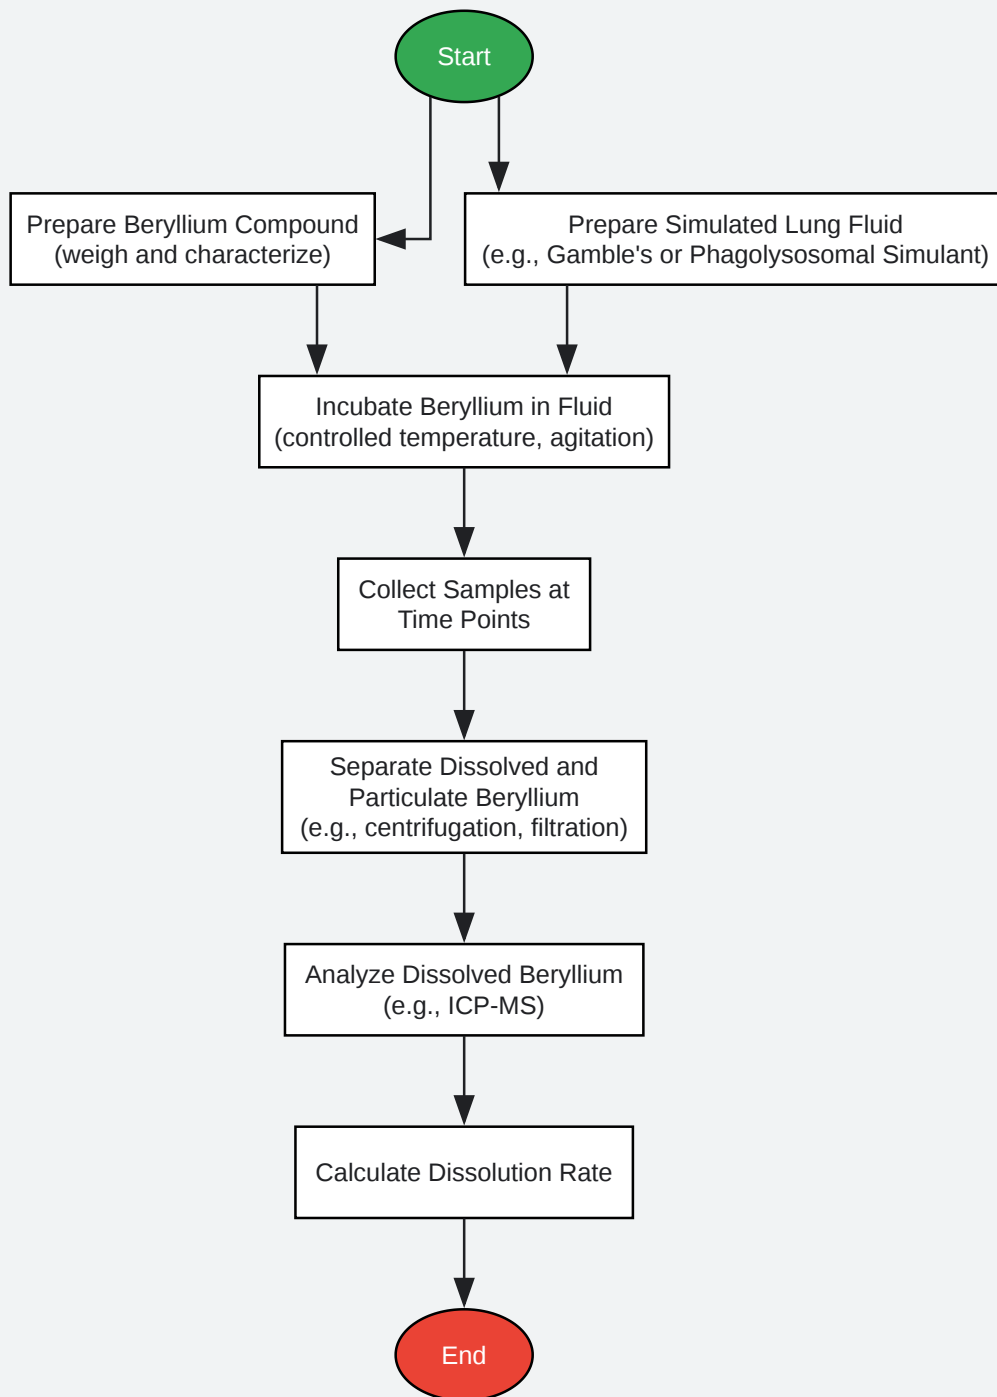 Start
Prepare Beryllium Compound
(weigh and characterize)
Prepare Simulated Lung Fluid
(e.g., Gamble's or Phagolysosomal Simulant)
Incubate Beryllium in Fluid
(controlled temperature, agitation)
Collect Samples at
Time Points
Separate Dissolved and
Particulate Beryllium
(e.g., centrifugation, filtration)
Analyze Dissolved Beryllium
(e.g., ICP-MS)
Calculate Dissolution Rate
End